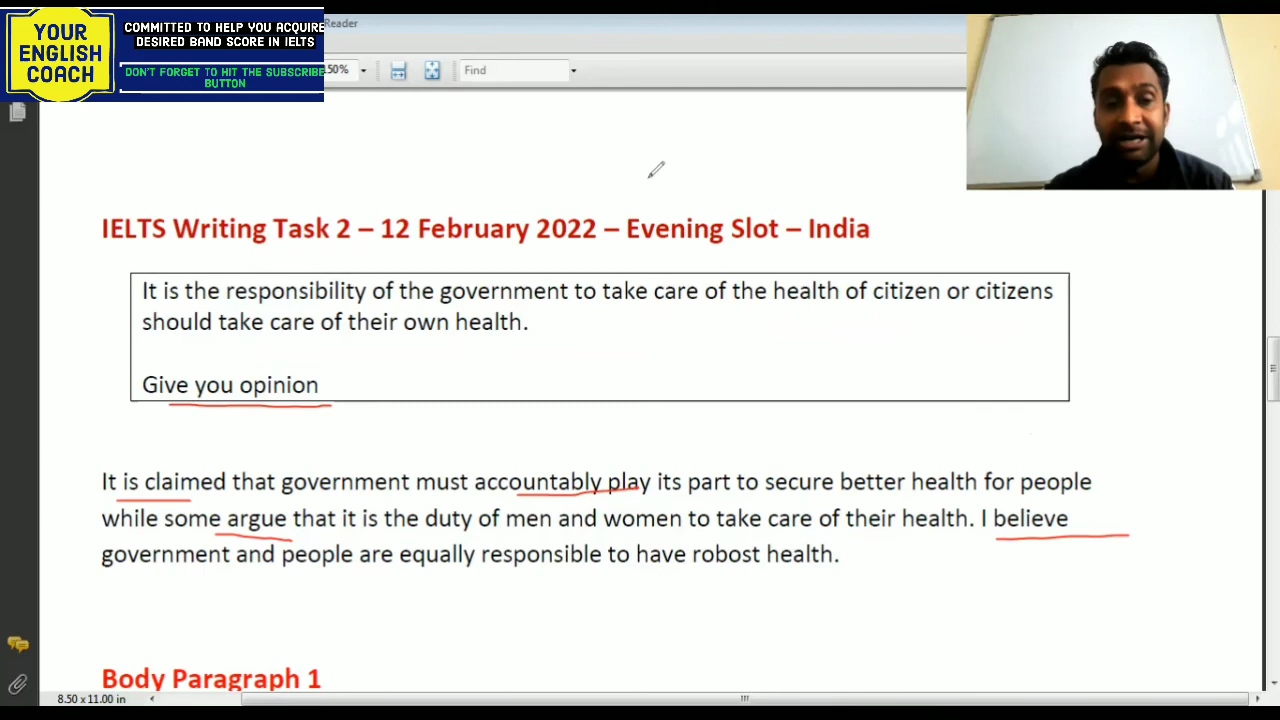 YOUR
ENGLISH
COACH
COMMITTED TO HELP YOU ACQUIRE
DESIRED BAND SCORE IN IELTS
DON'T FORGET TO HIT THE SUBSCRIBE
BUTTON
Reader
50%
Find
IELTS Writing Task 2 – 12 February 2022 – Evening Slot – India
It is the responsibility of the government to take care of the health of citizen or citizens
should take care of their own health.
Give you opinion
It is claimed that government must accountably play its part to secure better health for people
while some argue that it is the duty of men and women to take care of their health. I believe
government and people are equally responsible to have robost health.
Body Paragraph 1
8.50 x 11.00 in